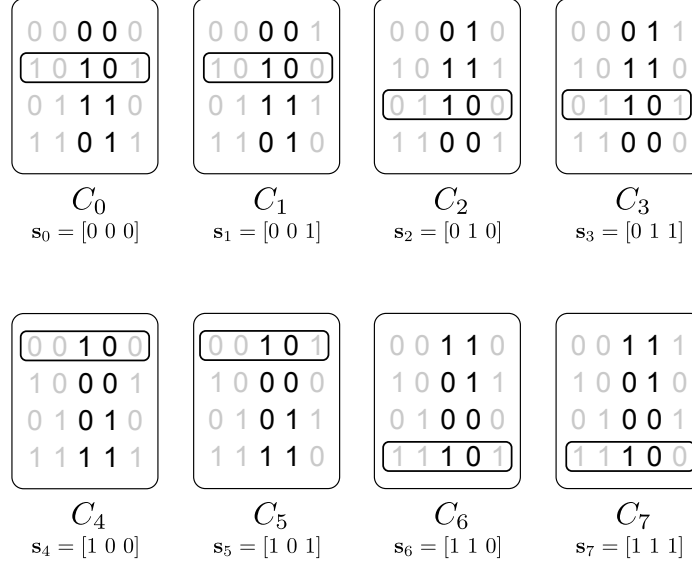 0 0 0 0 0
1 0 1 0 1
0 1 1 1 0
1 1 0 1 1
C₀
s₀ = [0 0 0]
0 0 0 0 1
1 0 1 0 0
0 1 1 1 1
1 1 0 1 0
C₁
s₁ = [0 0 1]
0 0 0 1 0
1 0 1 1 1
0 1 1 0 0
1 1 0 0 1
C₂
s₂ = [0 1 0]
0 0 0 1 1
1 0 1 1 0
0 1 1 0 1
1 1 0 0 0
C₃
s₃ = [0 1 1]
0 0 1 0 0
1 0 0 0 1
0 1 0 1 0
1 1 1 1 1
C₄
s₄ = [1 0 0]
0 0 1 0 1
1 0 0 0 0
0 1 0 1 1
1 1 1 1 0
C₅
s₅ = [1 0 1]
0 0 1 1 0
1 0 0 1 1
0 1 0 0 0
1 1 1 0 1
C₆
s₆ = [1 1 0]
0 0 1 1 1
1 0 0 1 0
0 1 0 0 1
1 1 1 0 0
C₇
s₇ = [1 1 1]